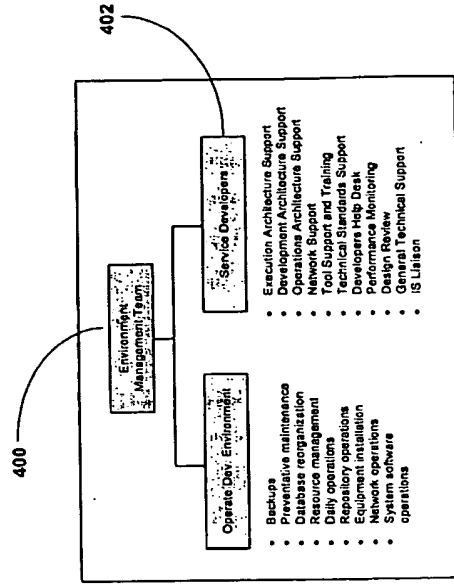 400
Environment
Management Team
402
Operate Dev. Environment
Service Developers
• Backups
• Preventative maintenance
• Database reorganization
• Resource management
• Daily operations
• Repository operations
• Equipment installation
• Network operations
• System software
operations
• Execution Architecture Support
• Development Architecture Support
• Operations Architecture Support
• Network Support
• Tool Support and Training
• Technical Standards Support
• Developers Help Desk
• Performance Monitoring
• Design Review
• General Technical Support
• IS Liaison